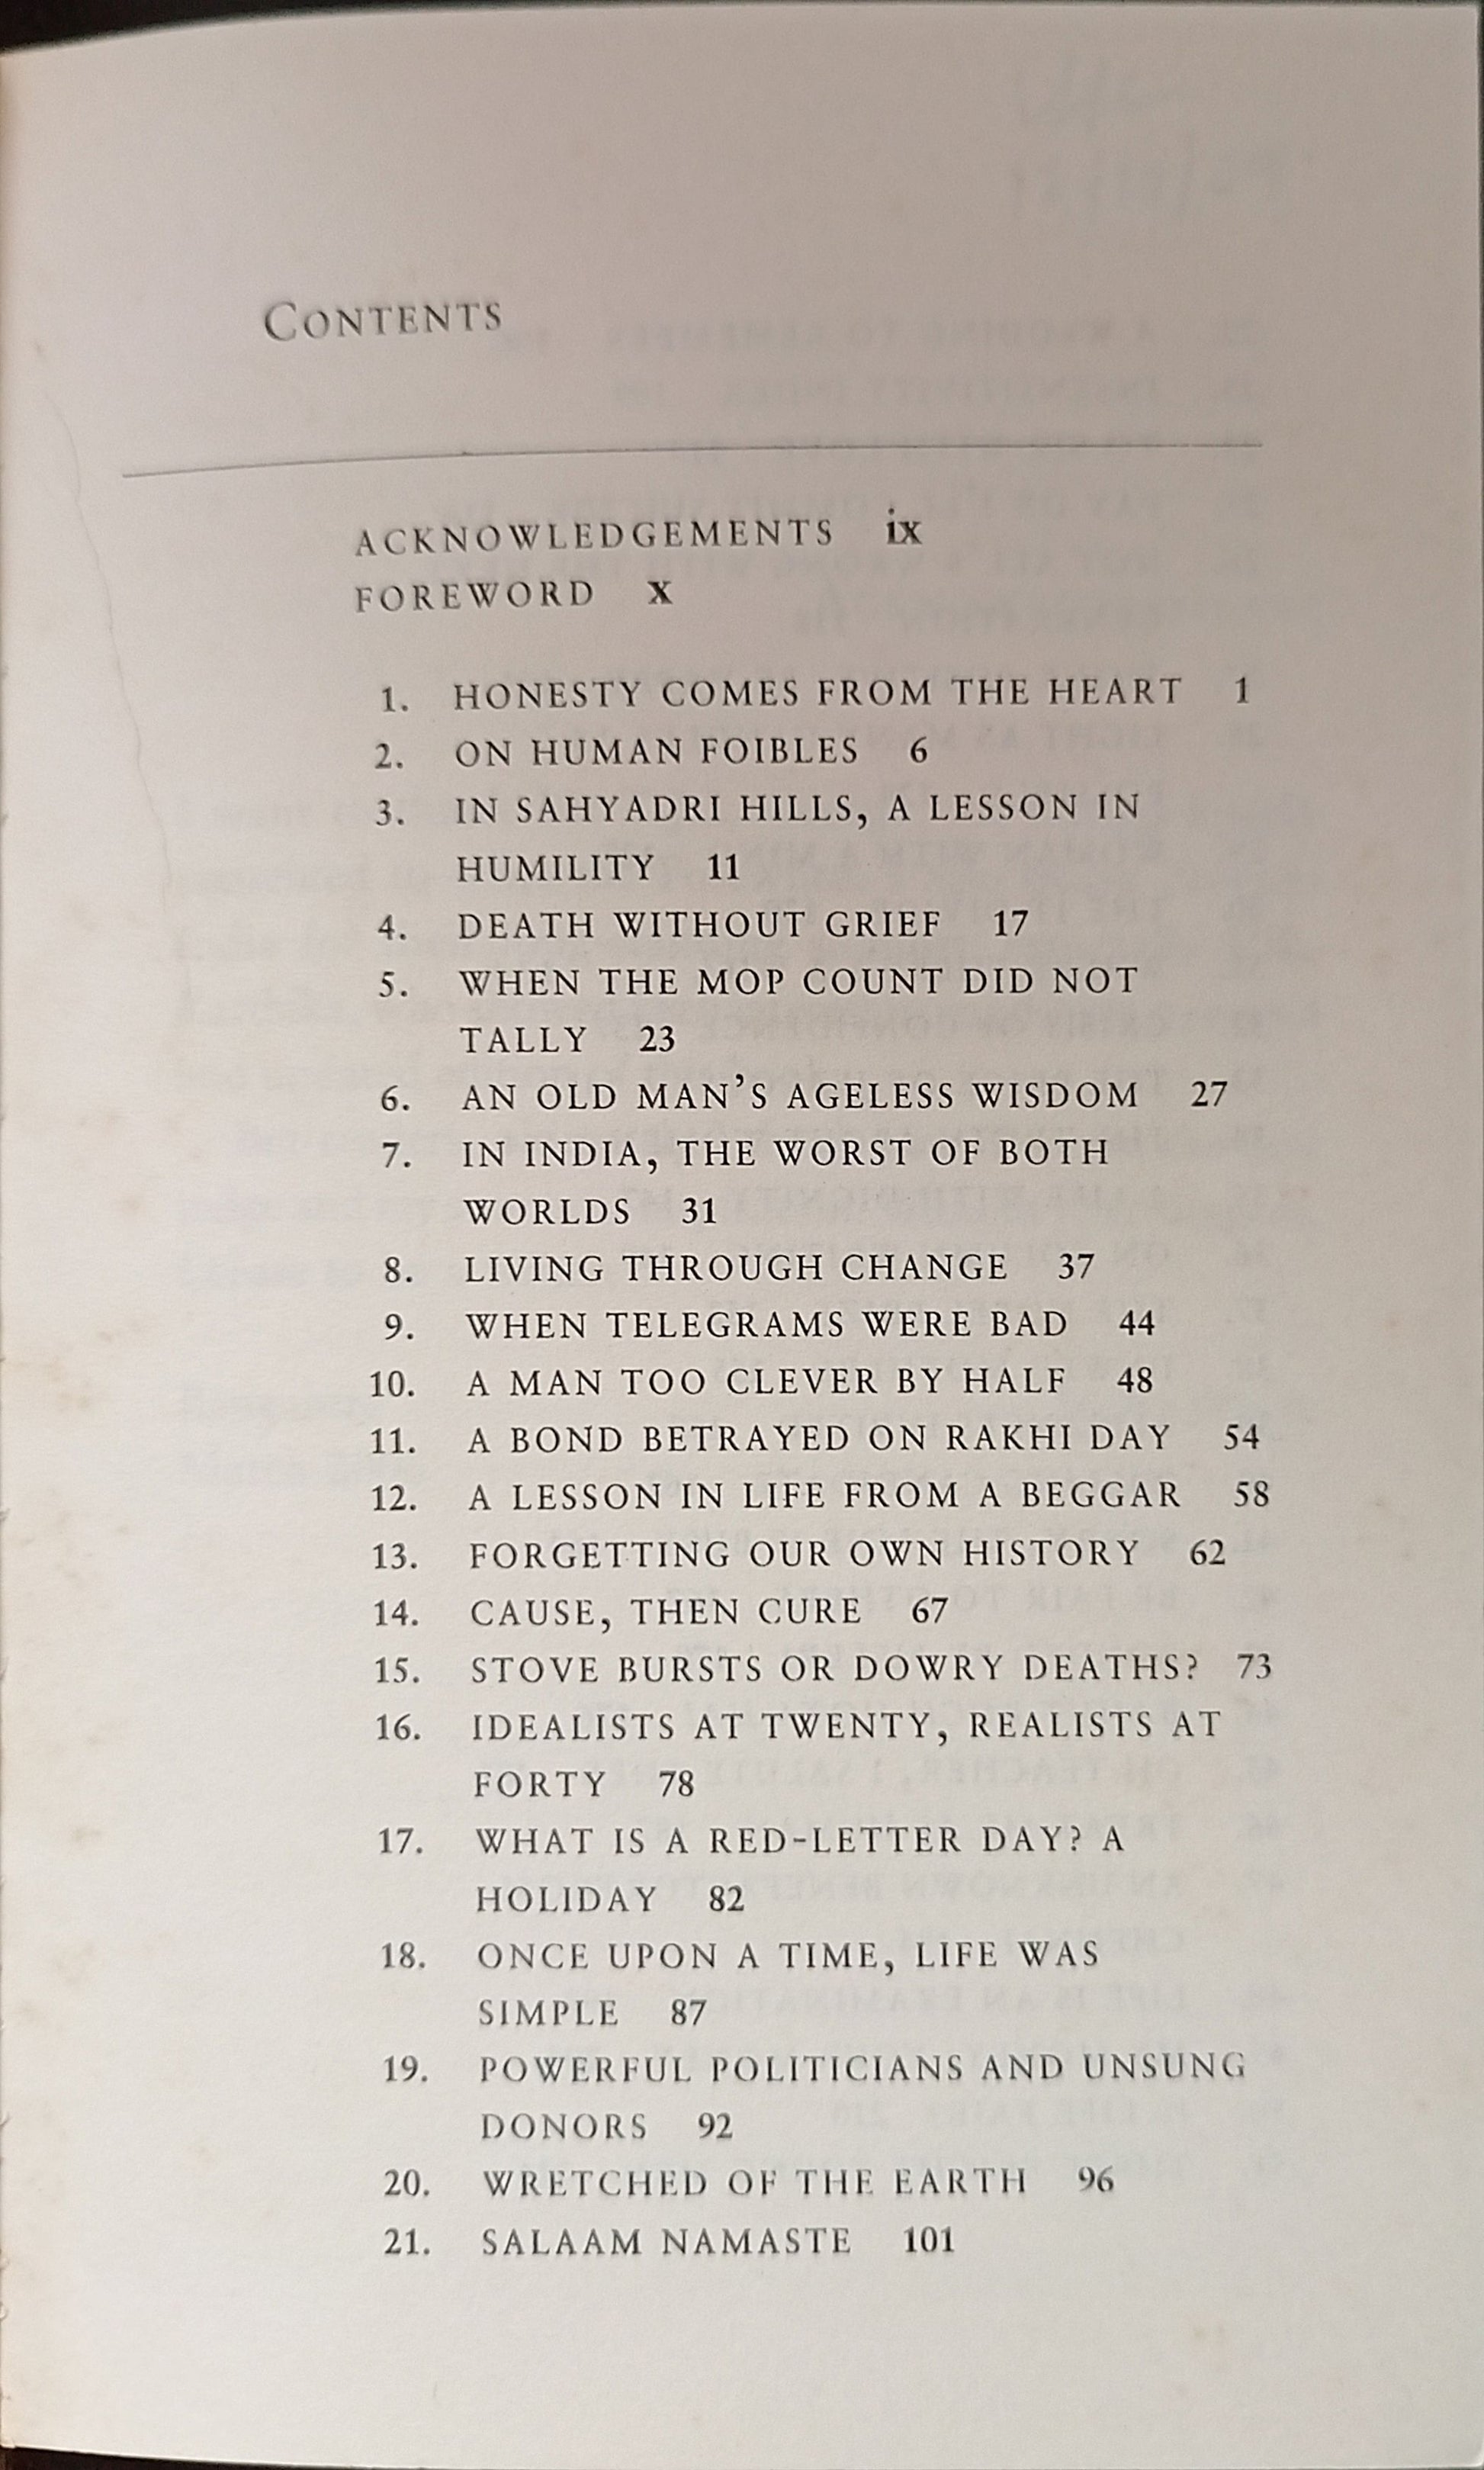 CONTENTS
ACKNOWLEDGEMENTS ix
FOREWORD x
1. HONESTY COMES FROM THE HEART 1
2. ON HUMAN FOIBLES 6
3. IN SAHYADRI HILLS, A LESSON IN
HUMILITY 11
4. DEATH WITHOUT GRIEF 17
5. WHEN THE MOP COUNT DID NOT
TALLY 23
6. AN OLD MAN'S AGELESS WISDOM 27
7. IN INDIA, THE WORST OF BOTH
WORLDS 31
8. LIVING THROUGH CHANGE 37
9. WHEN TELEGRAMS WERE BAD 44
10. A MAN TOO CLEVER BY HALF 48
11. A BOND BETRAYED ON RAKHI DAY 54
12. A LESSON IN LIFE FROM A BEGGAR 58
13. FORGETTING OUR OWN HISTORY 62
14. CAUSE, THEN CURE 67
15. STOVE BURSTS OR DOWRY DEATHS? 73
16. IDEALISTS AT TWENTY, REALISTS AT
FORTY 78
17. WHAT IS A RED-LETTER DAY? A
HOLIDAY 82
18. ONCE UPON A TIME, LIFE WAS
SIMPLE 87
19. POWERFUL POLITICIANS AND UNSUNG
DONORS 92
20. WRETCHED OF THE EARTH 96
21. SALAAM NAMASTE 101